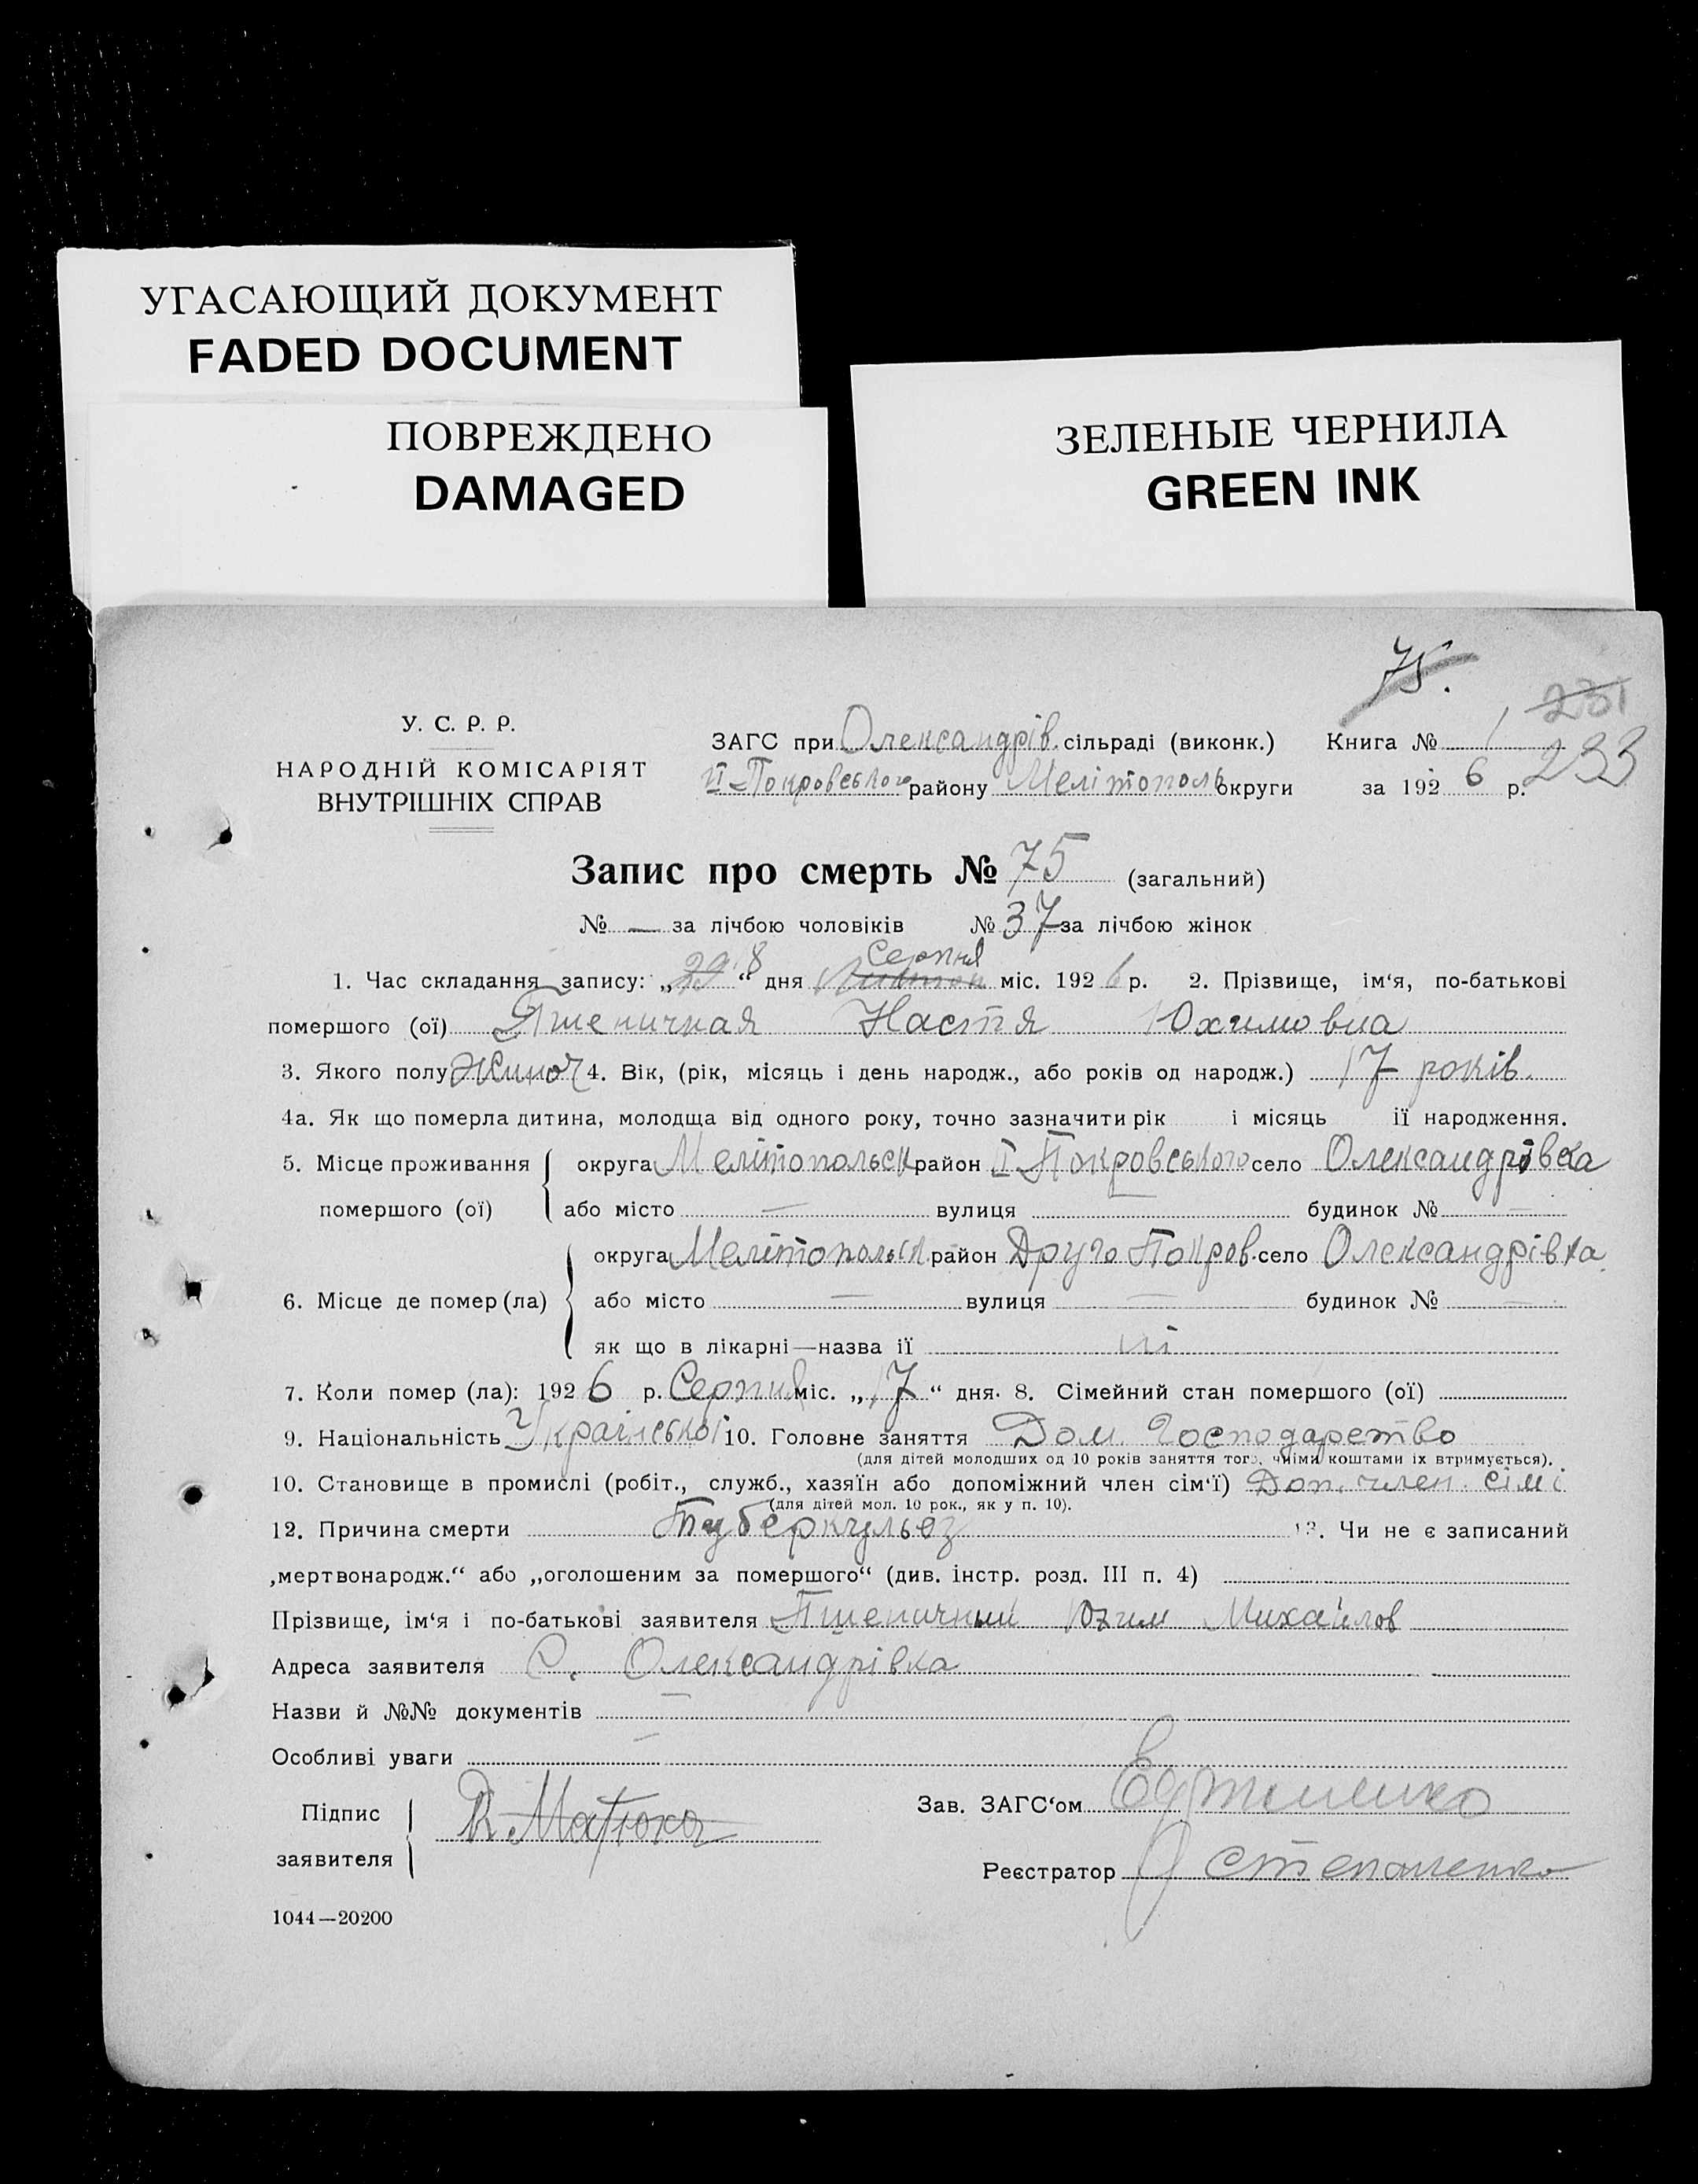 УГАСАЮЩИЙ ДОКУМЕНТ
FADED DOCUMENT
ПОВРЕЖДЕНО
DAMAGED
ЗЕЛЕНЫЕ ЧЕРНИЛА
GREEN INK
75.
231
У. С. Р. Р.
НАРОДНІЙ КОМІСАРІЯТ
ВНУТРІШНІХ СПРАВ
ЗАГС при Олександрів. сільраді (виконк.) Книга № 1
233
ІІ-Покровського району Мелітополь округи за 1926 р.
Запис про смерть № 75 (загальний)
№ — за лічбою чоловіків № 37 за лічбою жінок
Серпня
1. Час складання запису: „ 8 “ дня міс. 1926 р. 2. Прізвище, ім‘я, по-батькові
помершого (ої) Пшеничная Настя Юхимовна
3. Якого полу жіноч 4. Вік, (рік, місяць і день народж., або років од народж.) 17 років.
4а. Як що померла дитина, молодща від одного року, точно зазначити рік і місяць ії народження.
5. Місце проживання помершого (ої) округа Мелітопольск район ІІ Покровського село Олександрівка
або місто — вулиця будинок № —
6. Місце де помер (ла) округа Мелітопольск. район Друго Покров. село Олександрівка.
або місто — вулиця — будинок № —
як що в лікарні—назва ії ні
7. Коли помер (ла): 1926 р. Серпня міс. „ 17 “ дня. 8. Сімейний стан помершого (ої)
9. Національність Української 10. Головне заняття Дом. Господарство
(для дітей молодших од 10 років заняття того, чиїми коштами їх втримується).
10. Становище в промислі (робіт., служб., хазяїн або допоміжний член сім‘ї) Доп. член. сімі
(для дітей мол. 10 рок., як у п. 10).
12. Причина смерти Туберкульоз 13. Чи не є записаний
„мертвонародж.“ або „оголошеним за помершого“ (див. інстр. розд. III п. 4)
Прізвище, ім‘я і по-батькові заявителя Пшеничный Юхим Михайлов
Адреса заявителя С. Олександрівка
Назви й №№ документів —
Особливі уваги —
Підпис заявителя
Зав. ЗАГС‘ом
Реєстратор Степаненко
1044—20200